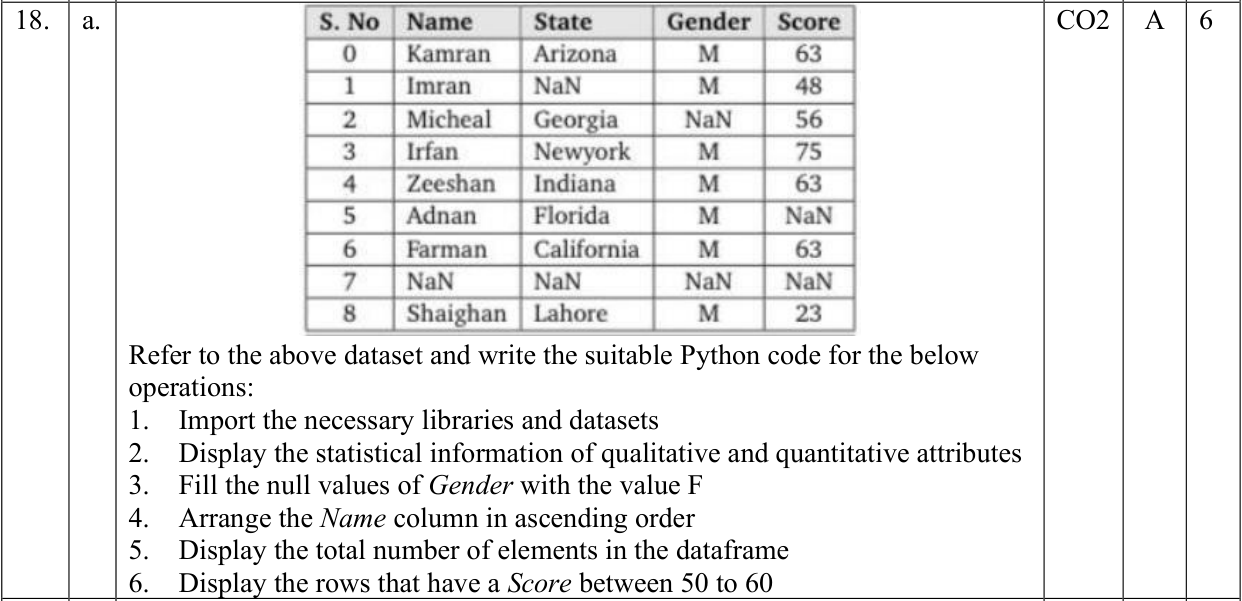 18. a. S. No Name State Gender Score CO2 A 6
0 Kamran Arizona M 63
1 Imran NaN M 48
2 Micheal Georgia NaN 56
3 Irfan Newyork M 75
4 Zeeshan Indiana M 63
5 Adnan Florida M NaN
6 Farman California M 63
7 NaN NaN NaN NaN
8 Shaighan Lahore M 23
Refer to the above dataset and write the suitable Python code for the below
operations:
1. Import the necessary libraries and datasets
2. Display the statistical information of qualitative and quantitative attributes
3. Fill the null values of Gender with the value F
4. Arrange the Name column in ascending order
5. Display the total number of elements in the dataframe
6. Display the rows that have a Score between 50 to 60